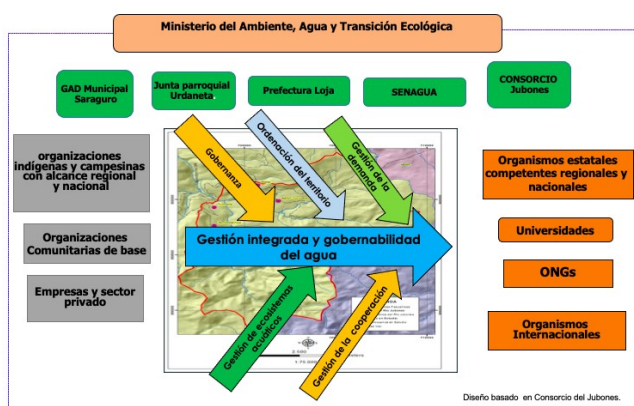 Ministerio del Ambiente, Agua y Transición Ecológica
GAD Municipal
Saraguro
Junta parroquial
Urdaneta.
Prefectura Loja
SENAGUA
CONSORCIO
Jubones
organizaciones
indígenas y campesinas
con alcance regional
y nacional
Organizaciones
Comunitarias de base
Empresas y sector
privado
Gobernanza
Ordenación del territorio
Gestión de la
demanda
Gestión integrada y gobernabilidad
del agua
Gestión de ecosistemas
acuáticos
Gestión de la cooperación
Organismos estatales
competentes regionales y
nacionales
Universidades
ONGs
Organismos
Internacionales
Diseño basado en Consorcio del Jubones.